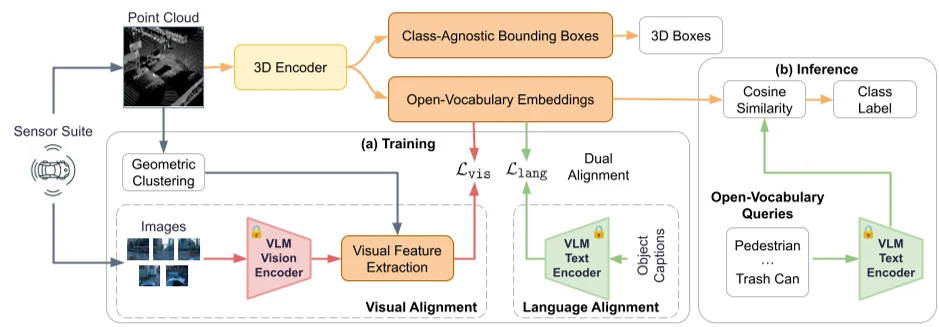 Point Cloud
Sensor Suite
3D Encoder
Class-Agnostic Bounding Boxes
3D Boxes
Open-Vocabulary Embeddings
(a) Training
Geometric
Clustering
ℒvis
ℒlang
Dual
Alignment
Images
VLM
Vision
Encoder
Visual Feature
Extraction
Visual Alignment
VLM
Text
Encoder
Object
Captions
Language Alignment
(b) Inference
Cosine
Similarity
Class
Label
Open-Vocabulary
Queries
Pedestrian
...
Trash Can
VLM
Text
Encoder